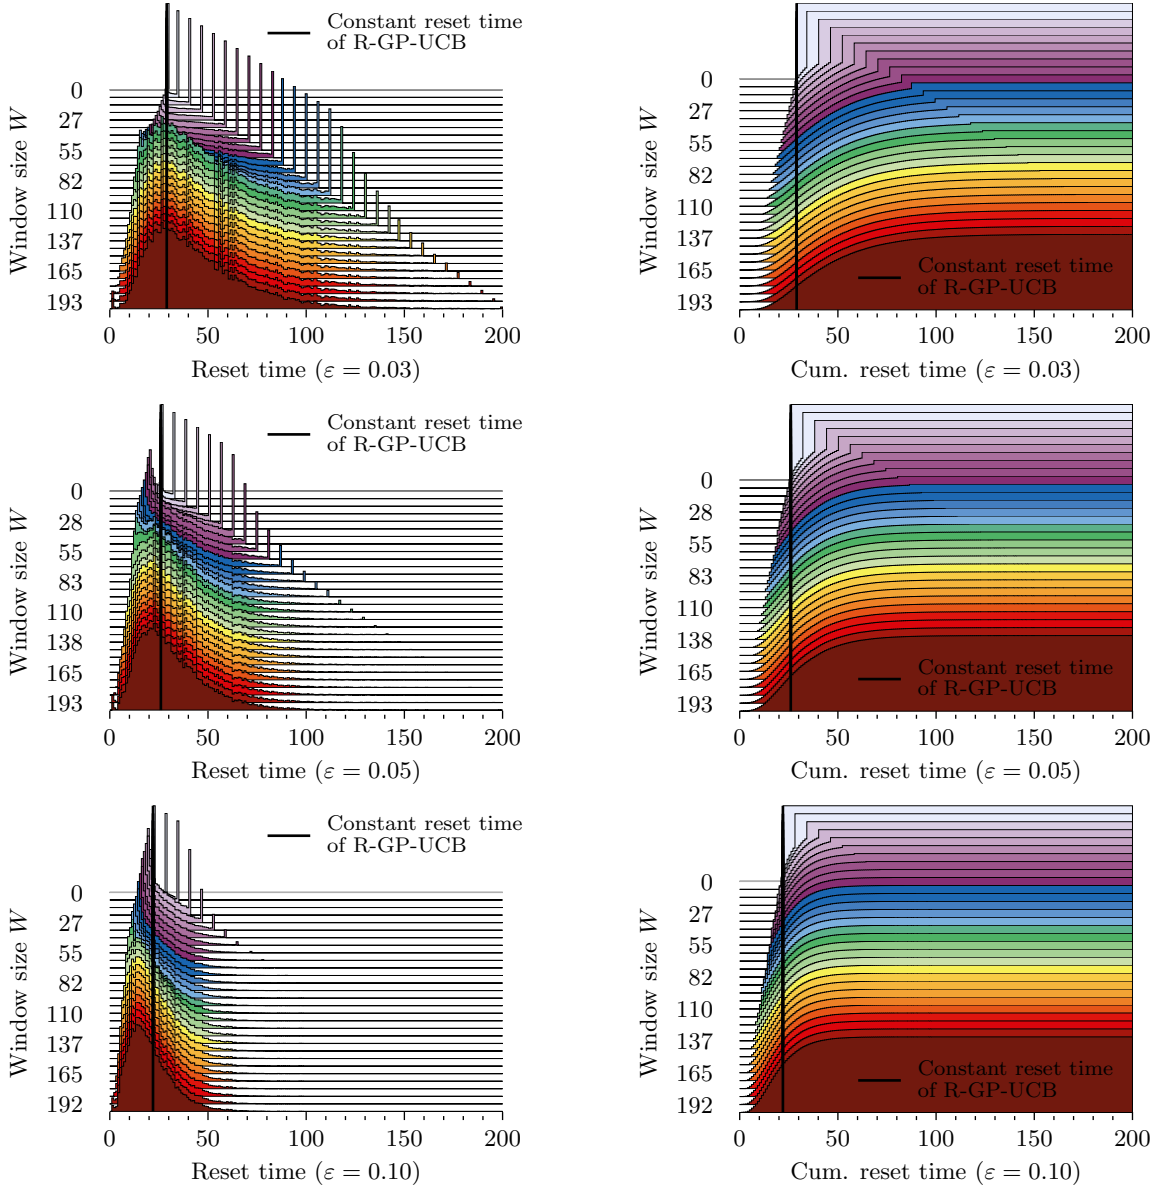 Constant reset time
of R-GP-UCB
Window size W
0
27
55
82
110
137
165
193
0 50 100 150 200
Reset time (ε = 0.03)
Window size W
0
27
55
82
110
137
165
193
Constant reset time
of R-GP-UCB
0 50 100 150 200
Cum. reset time (ε = 0.03)
Constant reset time
of R-GP-UCB
Window size W
0
28
55
83
110
138
165
193
0 50 100 150 200
Reset time (ε = 0.05)
Window size W
0
28
55
83
110
138
165
193
Constant reset time
of R-GP-UCB
0 50 100 150 200
Cum. reset time (ε = 0.05)
Constant reset time
of R-GP-UCB
Window size W
0
27
55
82
110
137
165
192
0 50 100 150 200
Reset time (ε = 0.10)
Window size W
0
27
55
82
110
137
165
192
Constant reset time
of R-GP-UCB
0 50 100 150 200
Cum. reset time (ε = 0.10)